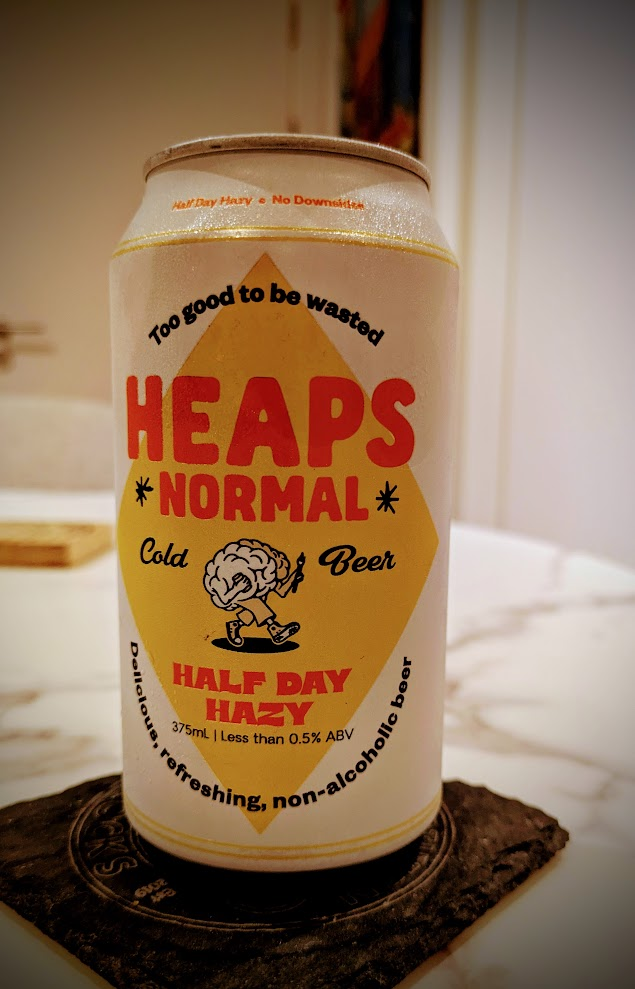 Half Day Hazy • No Downsides
Too good to be wasted
HEAPS
NORMAL
Cold Beer
HALF DAY
HAZY
375mL | Less than 0.5% ABV
Delicious, refreshing, non-alcoholic beer